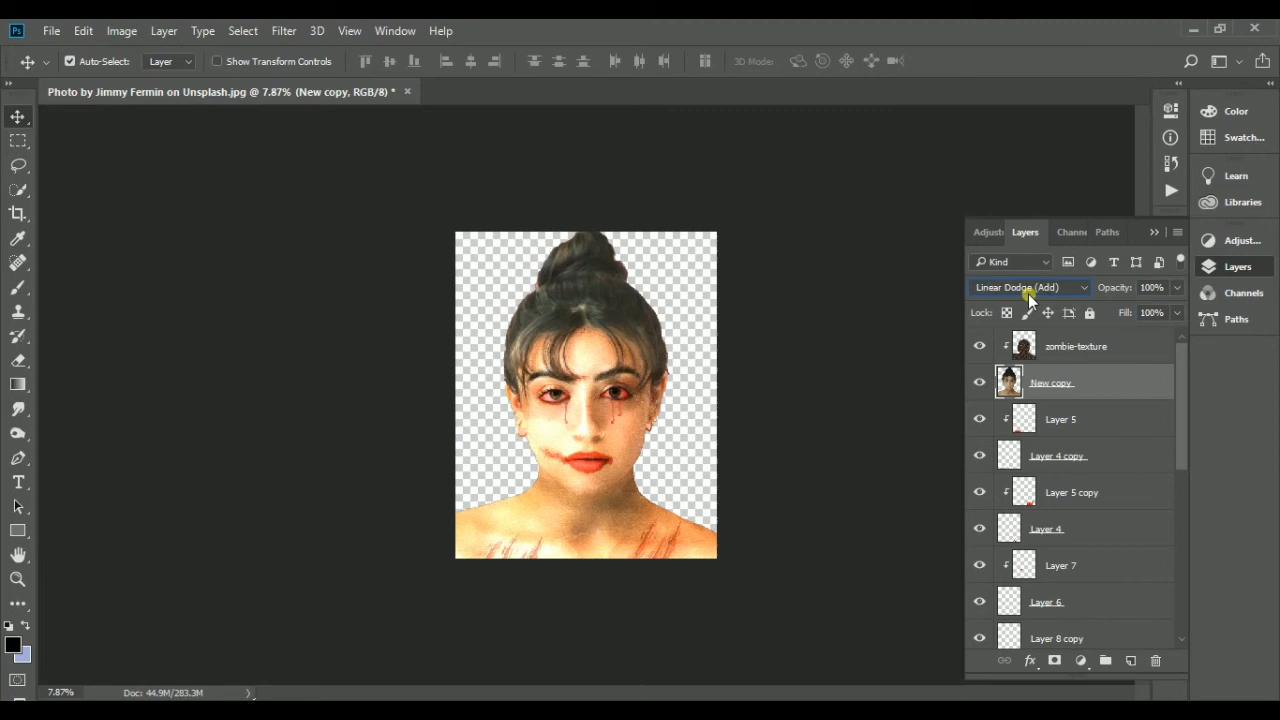 Ps File Edit Image Layer Type Select Filter 3D View Window Help
Auto-Select: Layer Show Transform Controls 3D Mode:
Photo by Jimmy Fermin on Unsplash.jpg @ 7.87% (New copy, RGB/8) *
Color
Swatch...
Learn
Libraries
Adjust...
Layers
Channels
Paths
Adjust Layers Chann Paths
Kind
Linear Dodge (Add) Opacity: 100%
Lock: Fill: 100%
zombie-texture
New copy
Layer 5
Layer 4 copy
Layer 5 copy
Layer 4
Layer 7
Layer 6
Layer 8 copy
fx
7.87% Doc: 44.9M/283.3M